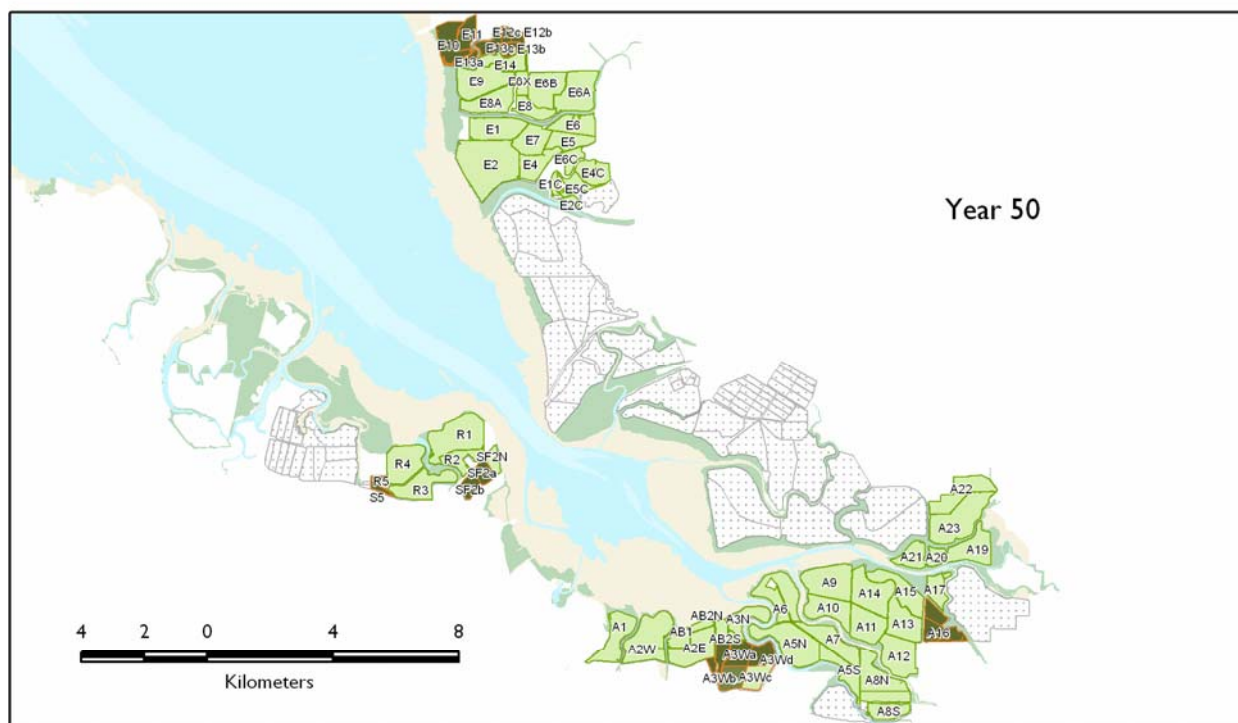 E11
E12c E12b
E10
E13c E13b
E13a
E14
E9
E6X
E6B
E6A
E8A
E8
E1
E6
E7
E5
E6C
E2
E4
E4C
E1C
E5C
E2C
Year 50
R1
R2
SF2N
R4
SF2a
R5
SF2b
R3
S5
A22
A23
A19
A21
A20
A17
A9
A14
A15
AB2N
A3N
A6
A10
A1
AB1
A11
A13
A16
AB2S
A7
A2W
A2E
A5N
A3Wa
A3Wd
A12
A5S
A3Wb
A3Wc
A8N
A8S
4 2 0 4 8
Kilometers